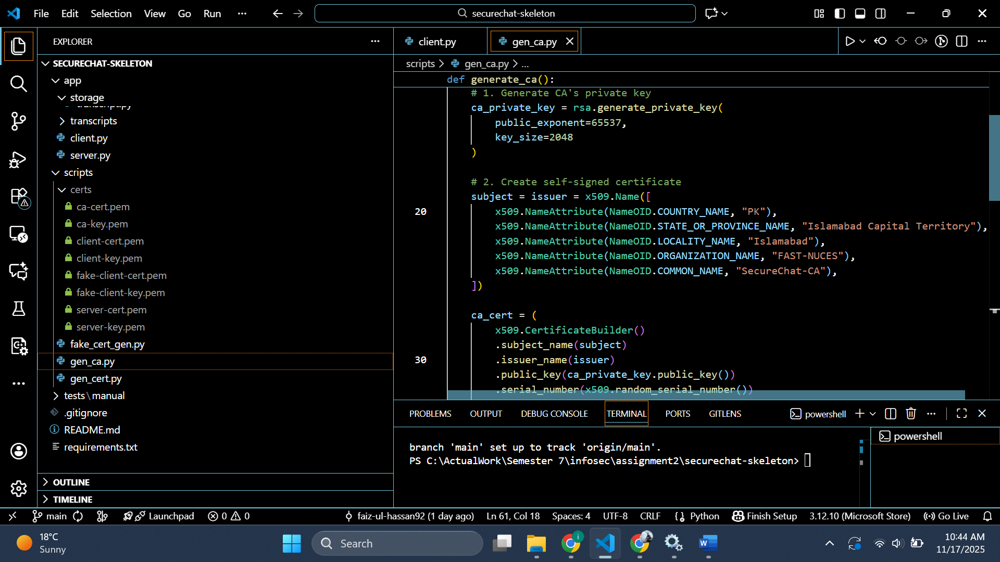 File Edit Selection View Go Run ··· securechat-skeleton
EXPLORER ···
SECURECHAT-SKELETON
app
storage
transcript.py
transcripts
client.py
server.py
scripts
certs
ca-cert.pem
ca-key.pem
client-cert.pem
client-key.pem
fake-client-cert.pem
fake-client-key.pem
server-cert.pem
server-key.pem
fake_cert_gen.py
gen_ca.py
gen_cert.py
tests\manual
.gitignore
README.md
requirements.txt
OUTLINE
TIMELINE
client.py gen_ca.py
scripts > gen_ca.py > ...
def generate_ca():
# 1. Generate CA's private key
ca_private_key = rsa.generate_private_key(
public_exponent=65537,
key_size=2048
)
# 2. Create self-signed certificate
subject = issuer = x509.Name([
20 x509.NameAttribute(NameOID.COUNTRY_NAME, "PK"),
x509.NameAttribute(NameOID.STATE_OR_PROVINCE_NAME, "Islamabad Capital Territory"),
x509.NameAttribute(NameOID.LOCALITY_NAME, "Islamabad"),
x509.NameAttribute(NameOID.ORGANIZATION_NAME, "FAST-NUCES"),
x509.NameAttribute(NameOID.COMMON_NAME, "SecureChat-CA"),
])
ca_cert = (
x509.CertificateBuilder()
.subject_name(subject)
30 .issuer_name(issuer)
.public_key(ca_private_key.public_key())
.serial_number(x509.random_serial_number())
PROBLEMS OUTPUT DEBUG CONSOLE TERMINAL PORTS GITLENS powershell
branch 'main' set up to track 'origin/main'.
PS C:\ActualWork\Semester 7\infosec\assignment2\securechat-skeleton>
powershell
main Launchpad 0 0 faiz-ul-hassan92 (1 day ago) Ln 61, Col 18 Spaces: 4 UTF-8 CRLF {} Python Finish Setup 3.12.10 (Microsoft Store) Go Live
18°C
Sunny
Search
10:44 AM
11/17/2025